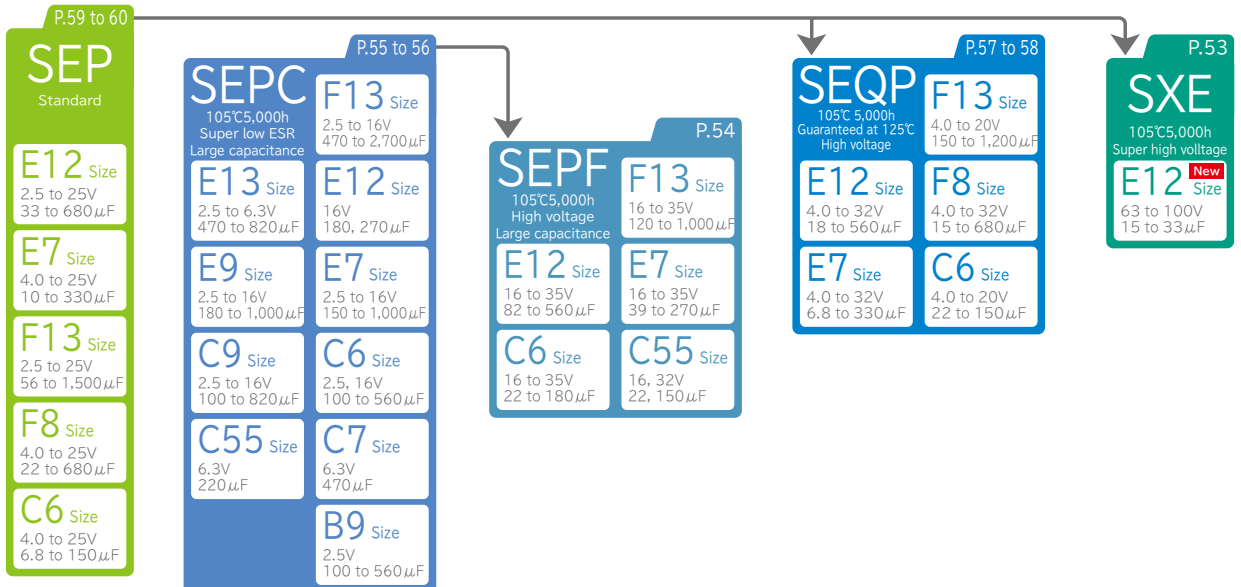 P.59 to 60
SEP
Standard
E12 Size
2.5 to 25V
33 to 680μF
E7 Size
4.0 to 25V
10 to 330μF
F13 Size
2.5 to 25V
56 to 1,500μF
F8 Size
4.0 to 25V
22 to 680μF
C6 Size
4.0 to 25V
6.8 to 150μF
P.55 to 56
SEPC
105℃5,000h
Super low ESR
Large capacitance
F13 Size
2.5 to 16V
470 to 2,700μF
E13 Size
2.5 to 6.3V
470 to 820μF
E12 Size
16V
180, 270μF
E9 Size
2.5 to 16V
180 to 1,000μF
E7 Size
2.5 to 16V
150 to 1,000μF
C9 Size
2.5 to 16V
100 to 820μF
C6 Size
2.5, 16V
100 to 560μF
C55 Size
6.3V
220μF
C7 Size
6.3V
470μF
B9 Size
2.5V
100 to 560μF
P.54
SEPF
105℃5,000h
High voltage
Large capacitance
F13 Size
16 to 35V
120 to 1,000μF
E12 Size
16 to 35V
82 to 560μF
E7 Size
16 to 35V
39 to 270μF
C6 Size
16 to 35V
22 to 180μF
C55 Size
16, 32V
22, 150μF
P.57 to 58
SEQP
105℃ 5,000h
Guaranteed at 125℃
High voltage
F13 Size
4.0 to 20V
150 to 1,200μF
E12 Size
4.0 to 32V
18 to 560μF
F8 Size
4.0 to 32V
15 to 680μF
E7 Size
4.0 to 32V
6.8 to 330μF
C6 Size
4.0 to 20V
22 to 150μF
P.53
SXE
105℃5,000h
Super high volltage
New
E12 Size
63 to 100V
15 to 33μF